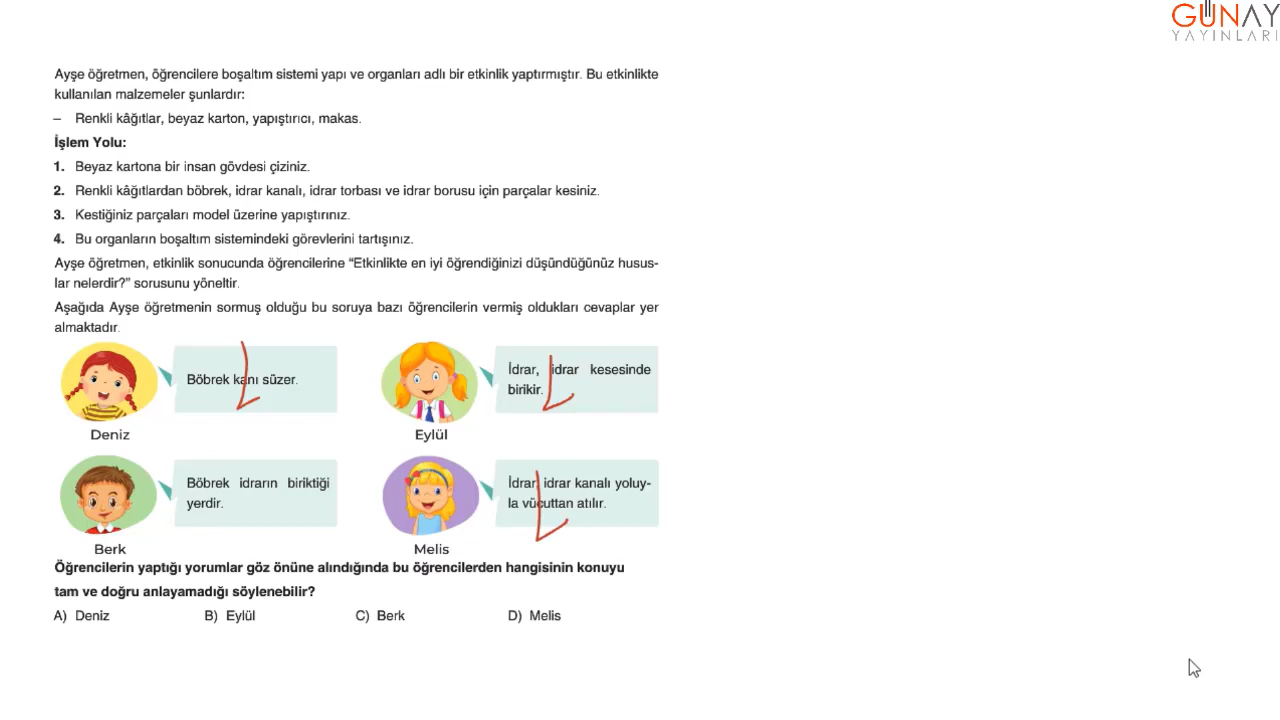 GÜNAY
YAYINLARI
Ayşe öğretmen, öğrencilere boşaltım sistemi yapı ve organları adlı bir etkinlik yaptırmıştır. Bu etkinlikte
kullanılan malzemeler şunlardır:
– Renkli kâğıtlar, beyaz karton, yapıştırıcı, makas.
İşlem Yolu:
1. Beyaz kartona bir insan gövdesi çiziniz.
2. Renkli kâğıtlardan böbrek, idrar kanalı, idrar torbası ve idrar borusu için parçalar kesiniz.
3. Kestiğiniz parçaları model üzerine yapıştırınız.
4. Bu organların boşaltım sistemindeki görevlerini tartışınız.
Ayşe öğretmen, etkinlik sonucunda öğrencilerine “Etkinlikte en iyi öğrendiğinizi düşündüğünüz husus-
lar nelerdir?” sorusunu yöneltir.
Aşağıda Ayşe öğretmenin sormuş olduğu bu soruya bazı öğrencilerin vermiş oldukları cevaplar yer
almaktadır.
Böbrek kanı süzer.
Deniz
İdrar, idrar kesesinde
birikir.
Eylül
Böbrek idrarın biriktiği
yerdir.
Berk
İdrar, idrar kanalı yoluy-
la vücuttan atılır.
Melis
Öğrencilerin yaptığı yorumlar göz önüne alındığında bu öğrencilerden hangisinin konuyu
tam ve doğru anlayamadığı söylenebilir?
A) Deniz B) Eylül C) Berk D) Melis